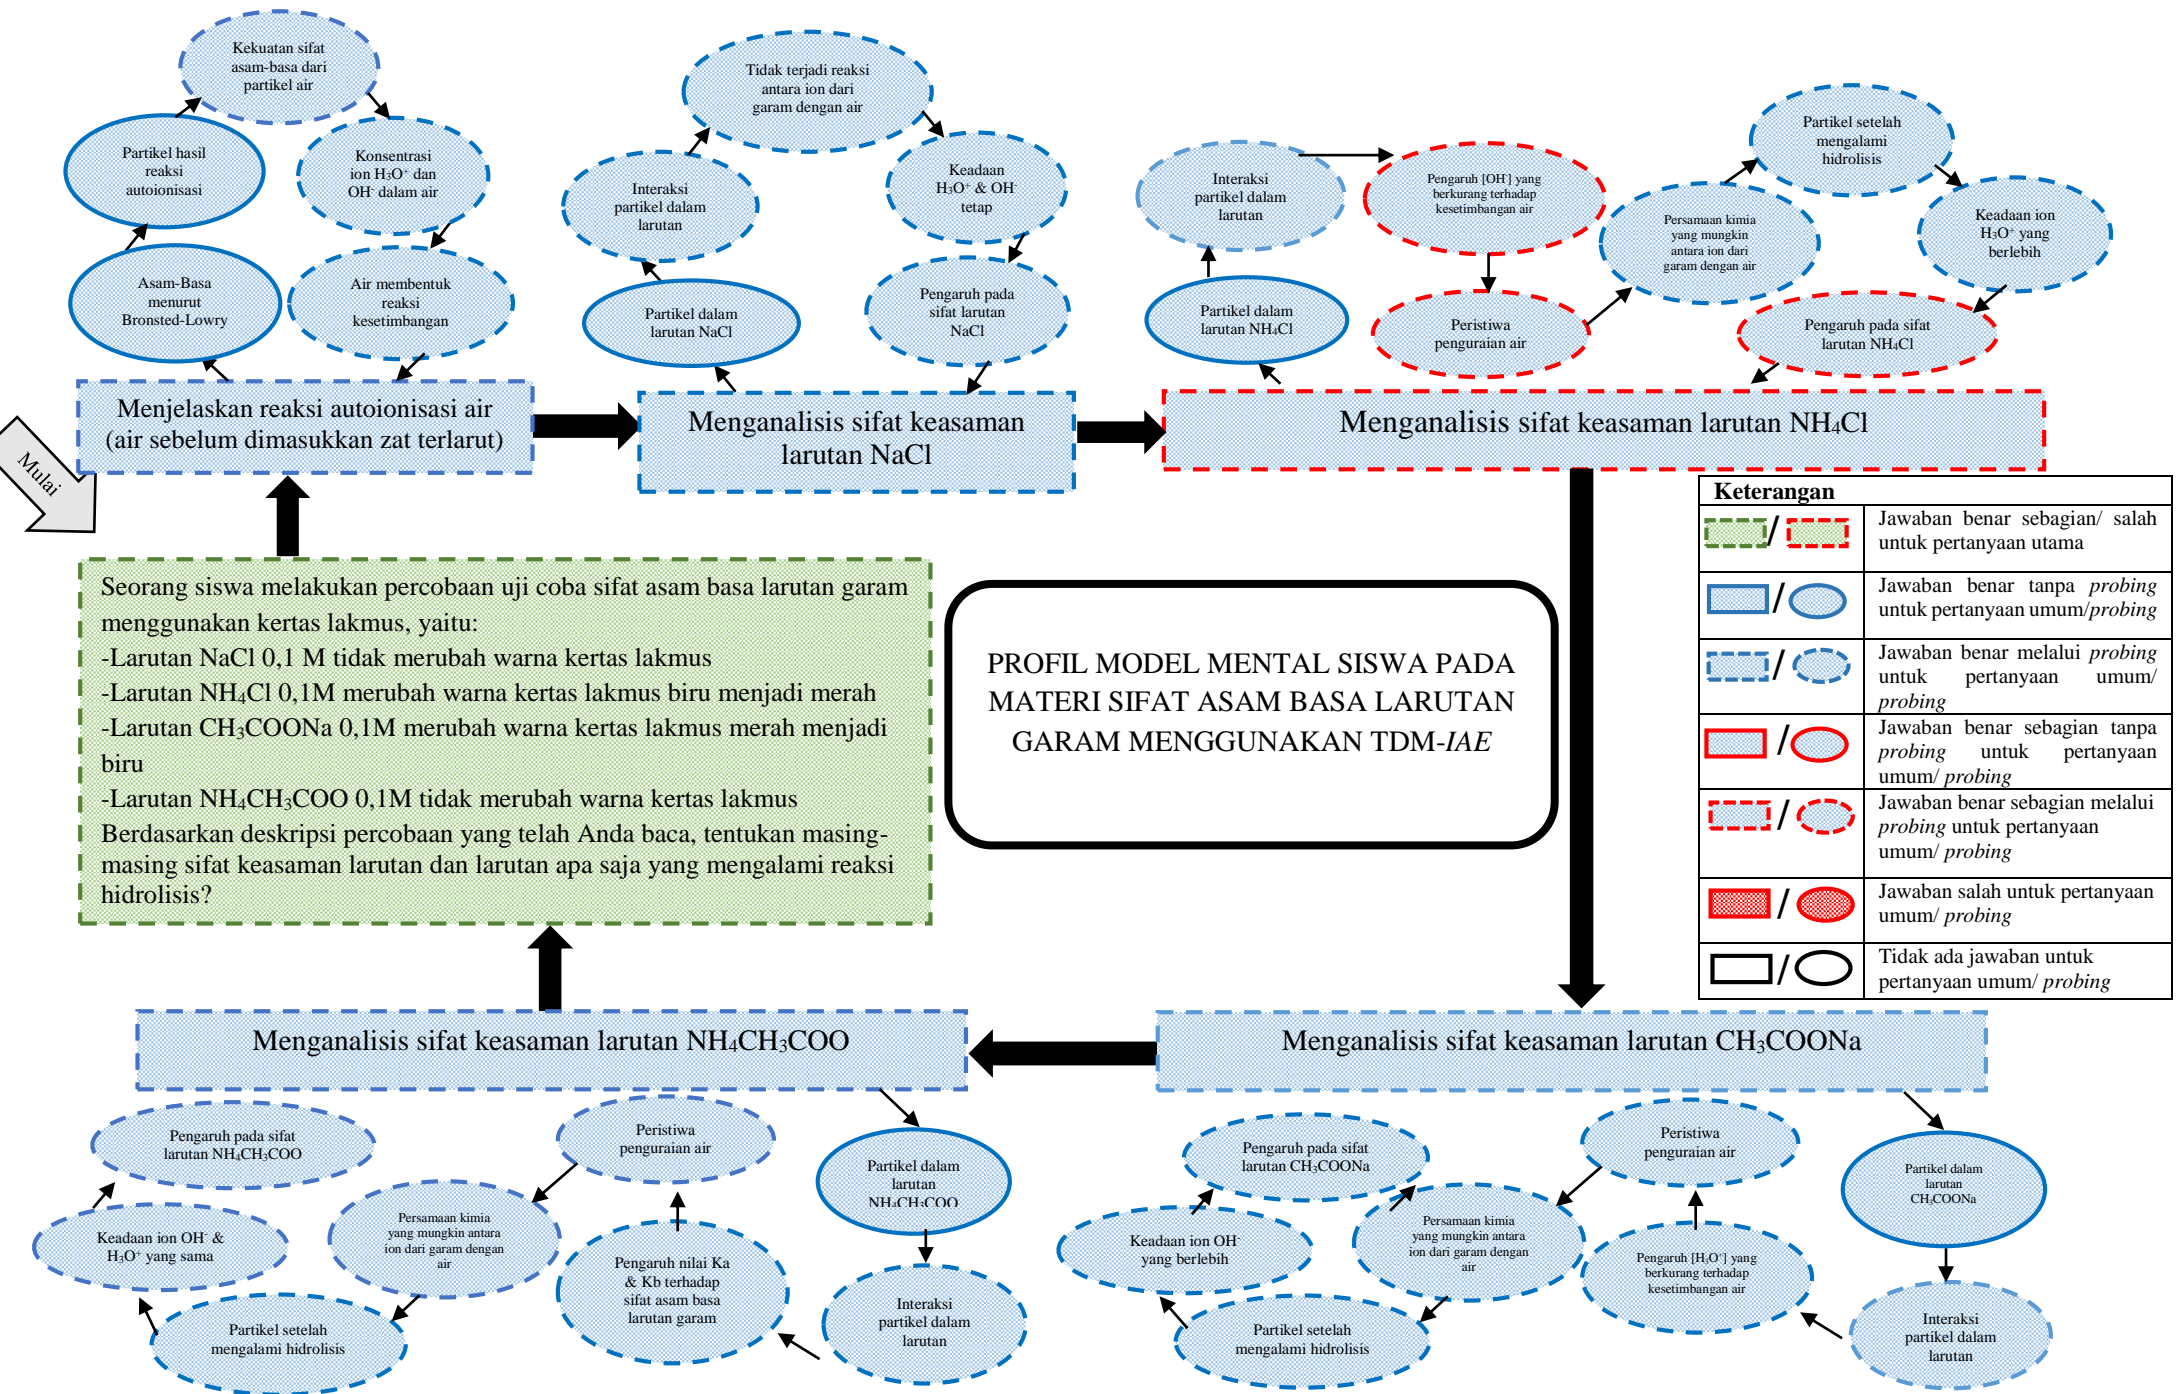 Kekuatan sifat
asam-basa dari
partikel air
Partikel hasil
reaksi
autoionisasi
Konsentrasi
ion H₃O⁺ dan
OH⁻ dalam air
Asam-Basa
menurut
Bronsted-Lowry
Air membentuk
reaksi
kesetimbangan
Menjelaskan reaksi autoionisasi air
(air sebelum dimasukkan zat terlarut)
Mulai
Tidak terjadi reaksi
antara ion dari
garam dengan air
Interaksi
partikel dalam
larutan
Keadaan
H₃O⁺ & OH⁻
tetap
Partikel dalam
larutan NaCl
Pengaruh pada
sifat larutan
NaCl
Menganalisis sifat keasaman
larutan NaCl
Interaksi
partikel dalam
larutan
Pengaruh [OH⁻] yang
berkurang terhadap
kesetimbangan air
Partikel setelah
mengalami
hidrolisis
Persamaan kimia
yang mungkin
antara ion dari
garam dengan air
Keadaan ion
H₃O⁺ yang
berlebih
Partikel dalam
larutan NH₄Cl
Peristiwa
penguraian air
Pengaruh pada sifat
larutan NH₄Cl
Menganalisis sifat keasaman larutan NH₄Cl
Seorang siswa melakukan percobaan uji coba sifat asam basa larutan garam
menggunakan kertas lakmus, yaitu:
-Larutan NaCl 0,1 M tidak merubah warna kertas lakmus
-Larutan NH₄Cl 0,1M merubah warna kertas lakmus biru menjadi merah
-Larutan CH₃COONa 0,1M merubah warna kertas lakmus merah menjadi
biru
-Larutan NH₄CH₃COO 0,1M tidak merubah warna kertas lakmus
Berdasarkan deskripsi percobaan yang telah Anda baca, tentukan masing-
masing sifat keasaman larutan dan larutan apa saja yang mengalami reaksi
hidrolisis?
PROFIL MODEL MENTAL SISWA PADA
MATERI SIFAT ASAM BASA LARUTAN
GARAM MENGGUNAKAN TDM-IAE
Keterangan
/ Jawaban benar sebagian/ salah
untuk pertanyaan utama
/ Jawaban benar tanpa probing
untuk pertanyaan umum/probing
/ Jawaban benar melalui probing
untuk pertanyaan umum/
probing
/ Jawaban benar sebagian tanpa
probing untuk pertanyaan
umum/ probing
/ Jawaban benar sebagian melalui
probing untuk pertanyaan
umum/ probing
/ Jawaban salah untuk pertanyaan
umum/ probing
/ Tidak ada jawaban untuk
pertanyaan umum/ probing
Menganalisis sifat keasaman larutan NH₄CH₃COO
Pengaruh pada sifat
larutan NH₄CH₃COO
Peristiwa
penguraian air
Partikel dalam
larutan
NH₄CH₃COO
Keadaan ion OH⁻ &
H₃O⁺ yang sama
Persamaan kimia
yang mungkin antara
ion dari garam dengan
air
Pengaruh nilai Ka
& Kb terhadap
sifat asam basa
larutan garam
Interaksi
partikel dalam
larutan
Partikel setelah
mengalami hidrolisis
Menganalisis sifat keasaman larutan CH₃COONa
Pengaruh pada sifat
larutan CH₃COONa
Peristiwa
penguraian air
Partikel dalam
larutan
CH₃COONa
Keadaan ion OH⁻
yang berlebih
Persamaan kimia
yang mungkin antara
ion dari garam dengan
air
Pengaruh [H₃O⁺] yang
berkurang terhadap
kesetimbangan air
Partikel setelah
mengalami hidrolisis
Interaksi
partikel dalam
larutan